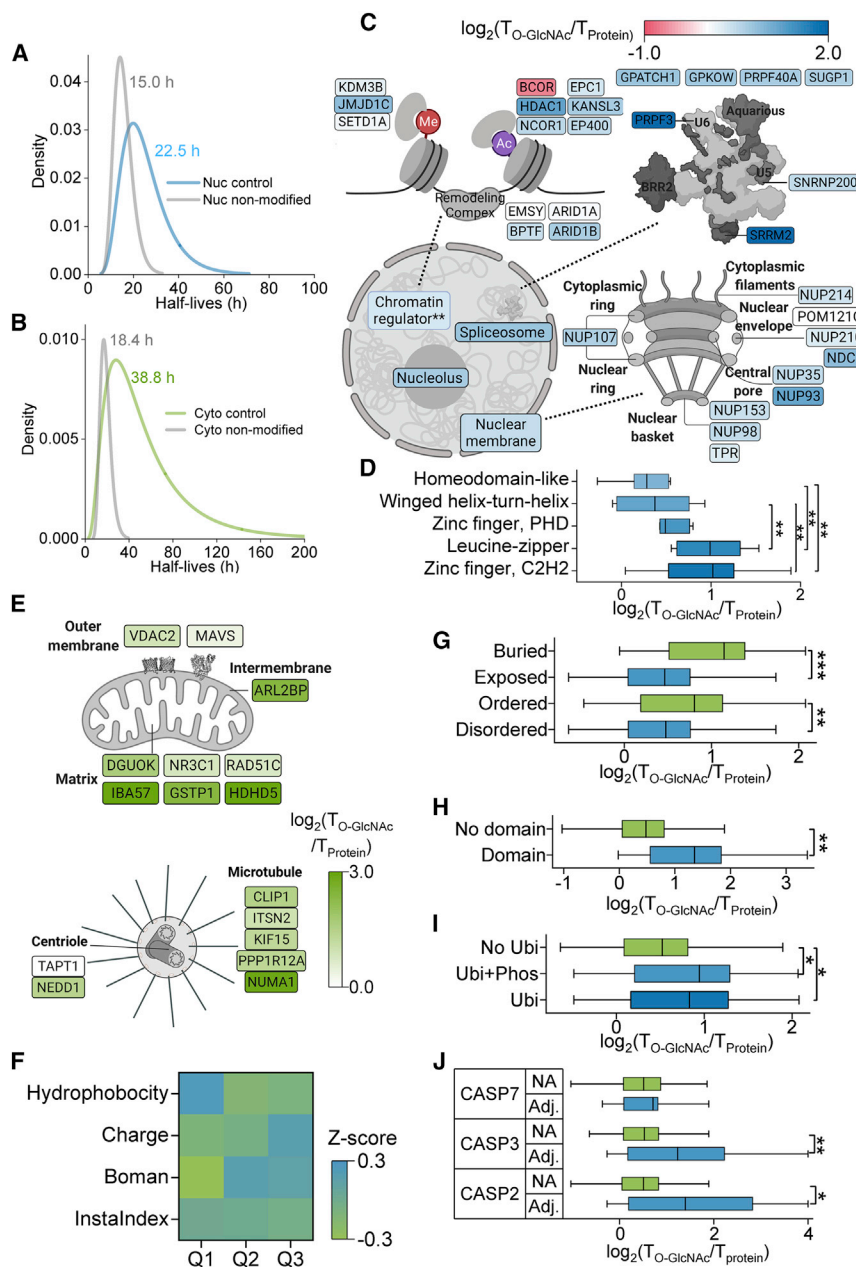 A
0.04
0.03
0.02
0.01
0.00
Density
15.0 h
22.5 h
Nuc control
Nuc non-modified
0 20 40 60 80 100
Half-lives (h)
B
0.010
0.005
0.000
Density
18.4 h
38.8 h
Cyto control
Cyto non-modified
0 40 80 120 160 200
Half-lives (h)
C
log2(TO-GlcNAc/TProtein)
-1.0 2.0
KDM3B
JMJD1C
SETD1A
Me
BCOR EPC1
HDAC1 KANSL3
NCOR1 EP400
Ac
Remodeling
Compex
EMSY ARID1A
BPTF ARID1B
GPATCH1 GPKOW PRPF40A SUGP1
PRPF3
U6
Aquarious
U5
BRR2
SNRNP200
SRRM2
Chromatin
regulator**
Spliceosome
Nucleolus
Nuclear
membrane
Cytoplasmic
filaments
NUP214
Cytoplasmic
ring
Nuclear
envelope
POM121C
NUP210
NUP107
NDC
Nuclear
ring
Central
pore
NUP35
NUP93
Nuclear
basket
NUP153
NUP98
TPR
D
Homeodomain-like
Winged helix-turn-helix
Zinc finger, PHD
Leucine-zipper
Zinc finger, C2H2
** *** ** **
0 1 2
log2(TO-GlcNAc/TProtein)
E
Outer
membrane
VDAC2 MAVS
Intermembrane
ARL2BP
Matrix
DGUOK NR3C1 RAD51C
IBA57 GSTP1 HDHD5
log2(TO-GlcNAc
/TProtein)
3.0
0.0
Microtubule
CLIP1
ITSN2
KIF15
PPP1R12A
NUMA1
Centriole
TAPT1
NEDD1
F
Hydrophobocity
Charge
Boman
InstaIndex
Q1 Q2 Q3
Z-score
0.3
-0.3
G
Buried
Exposed
Ordered
Disordered
***
**
0 1 2
log2(TO-GlcNAc/TProtein)
H
No domain
Domain
**
-1 0 1 2 3
log2(TO-GlcNAc/TProtein)
I
No Ubi
Ubi+Phos
Ubi
* *
0 1 2
log2(TO-GlcNAc/TProtein)
J
CASP7 NA
Adj.
CASP3 NA
Adj.
**
CASP2 NA
Adj.
*
0 2 4
log2(TO-GlcNAc/Tprotein)